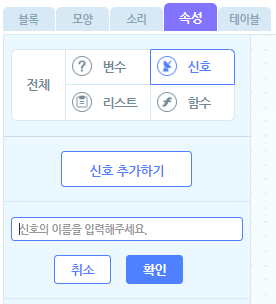 블록 모양 소리 속성 테이블
전체 ? 변수 신호
리스트 f 함수
신호 추가하기
신호의 이름을 입력해주세요.
취소 확인